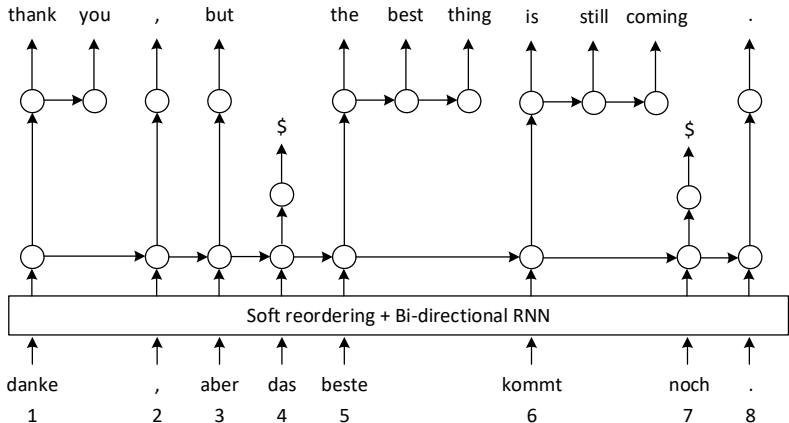 thank you , but the best thing is still coming .
$ $
Soft reordering + Bi-directional RNN
danke , aber das beste kommt noch .
1 2 3 4 5 6 7 8